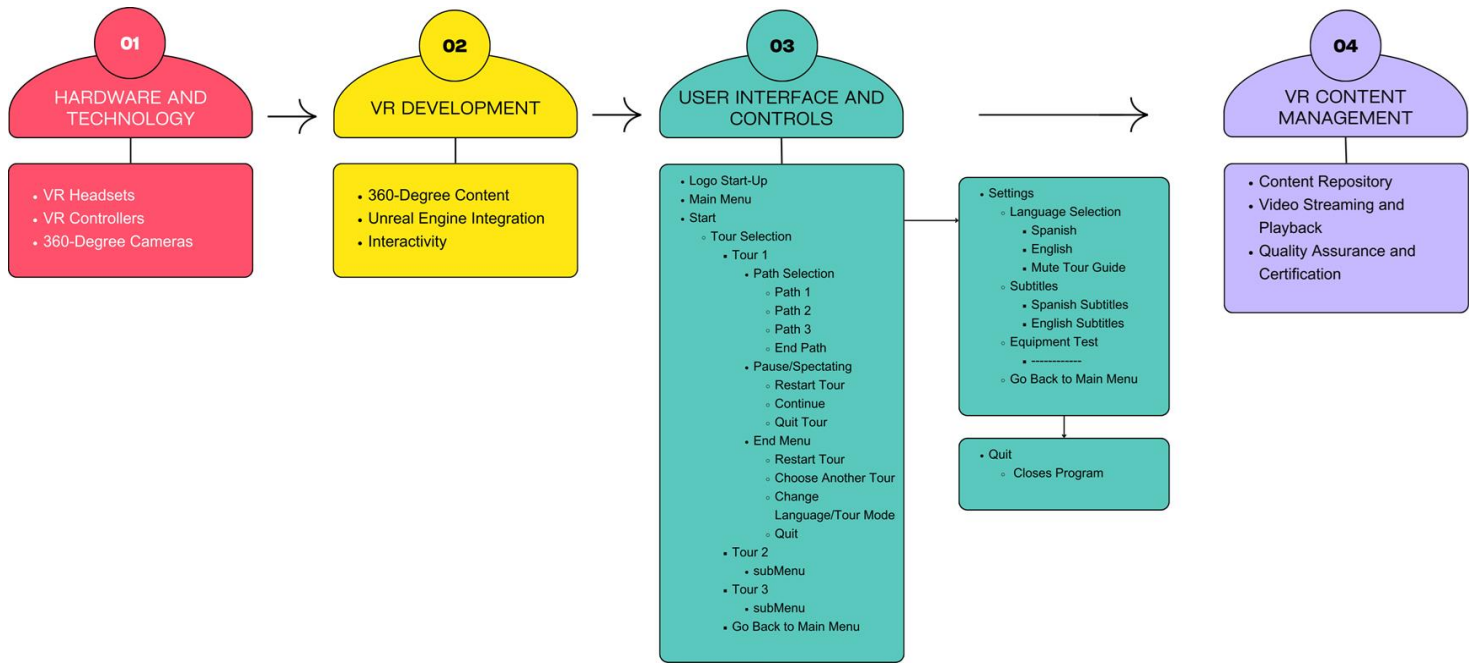 01
HARDWARE AND
TECHNOLOGY
• VR Headsets
• VR Controllers
• 360-Degree Cameras
02
VR DEVELOPMENT
• 360-Degree Content
• Unreal Engine Integration
• Interactivity
03
USER INTERFACE AND
CONTROLS
• Logo Start-Up
• Main Menu
• Start
◦ Tour Selection
▪ Tour 1
• Path Selection
◦ Path 1
◦ Path 2
◦ Path 3
◦ End Path
• Pause/Spectating
◦ Restart Tour
◦ Continue
◦ Quit Tour
• End Menu
◦ Restart Tour
◦ Choose Another Tour
◦ Change
Language/Tour Mode
◦ Quit
▪ Tour 2
• subMenu
▪ Tour 3
• subMenu
▪ Go Back to Main Menu
• Settings
◦ Language Selection
▪ Spanish
▪ English
▪ Mute Tour Guide
◦ Subtitles
▪ Spanish Subtitles
▪ English Subtitles
◦ Equipment Test
▪ ------------
◦ Go Back to Main Menu
• Quit
◦ Closes Program
04
VR CONTENT
MANAGEMENT
• Content Repository
• Video Streaming and
Playback
• Quality Assurance and
Certification